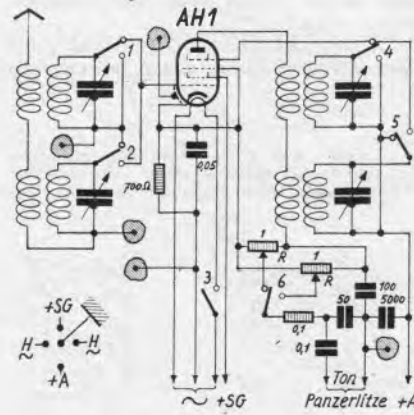 AH1
1
2
4
5
700Ω
0,05
3
1
R
1
R
6
100
50
5000
0,1
0,1
+SG
H
~
H
~
+A
~ +SG
Ton
Panzerlitze +A